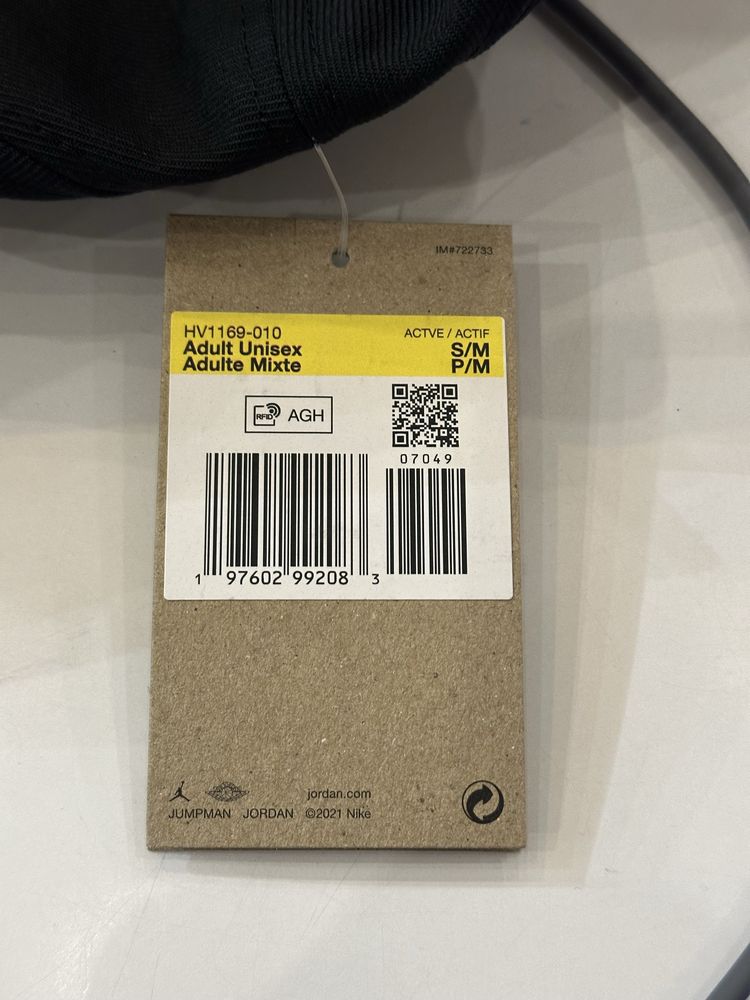 IM#722733
HV1169-010
ACTVE / ACTIF
Adult Unisex
S/M
Adulte Mixte
P/M
RFID AGH
07049
1 97602 99208 3
jordan.com
JUMPMAN JORDAN ©2021 Nike